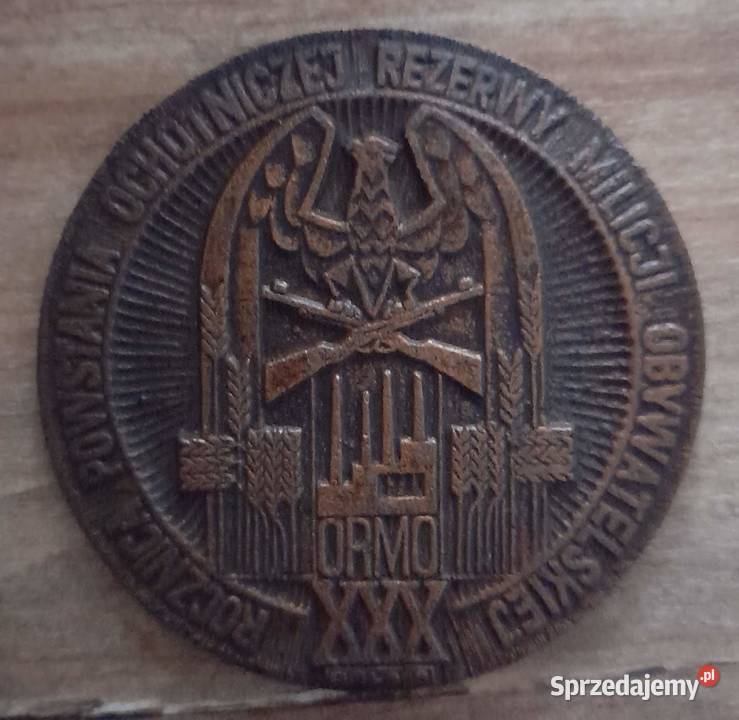 ROCZNICA POWSTANIA OCHOTNICZEJ REZERWY MILICJI OBYWATELSKIEJ
ORMO
XXX
Sprzedajemy.pl